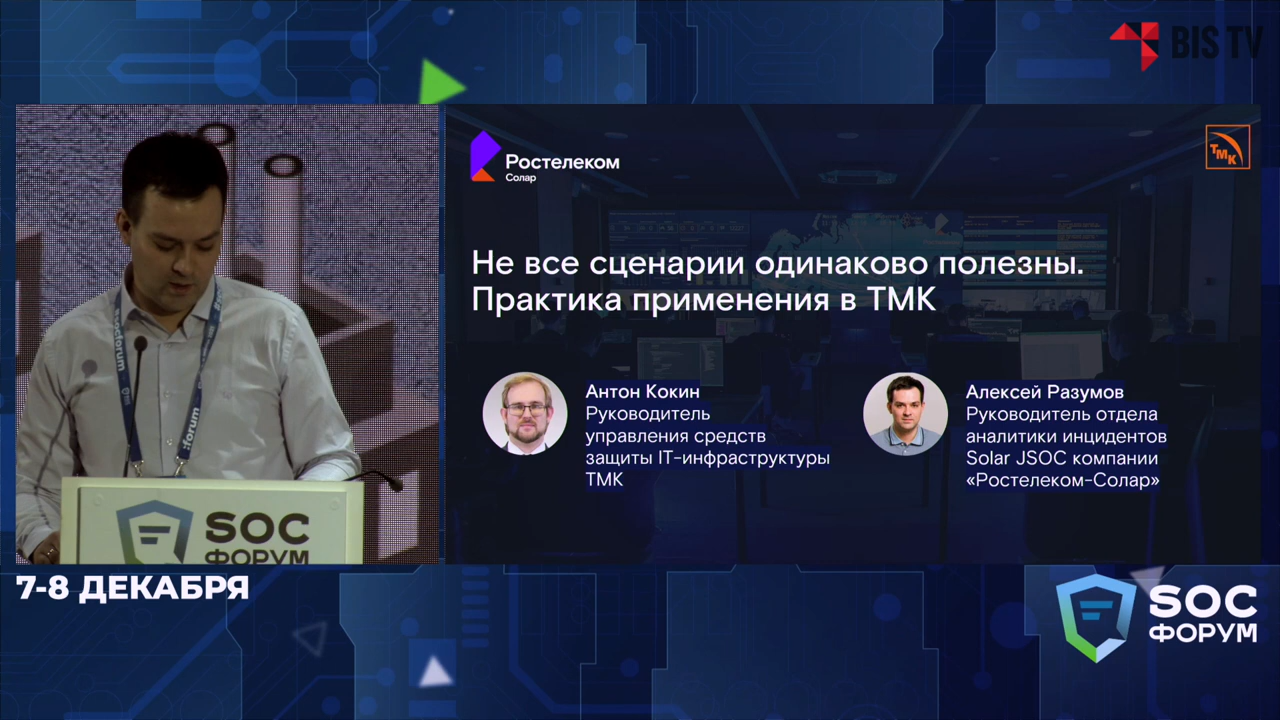 BIS TV
Ростелеком
Солар
ТМК
Не все сценарии одинаково полезны.
Практика применения в ТМК
Антон Кокин
Руководитель
управления средств
защиты IT-инфраструктуры
ТМК
Алексей Разумов
Руководитель отдела
аналитики инцидентов
Solar JSOC компании
«Ростелеком-Солар»
socforum
:forum
SOC
ФОРУМ
7-8 ДЕКАБРЯ
SOC
ФОРУМ